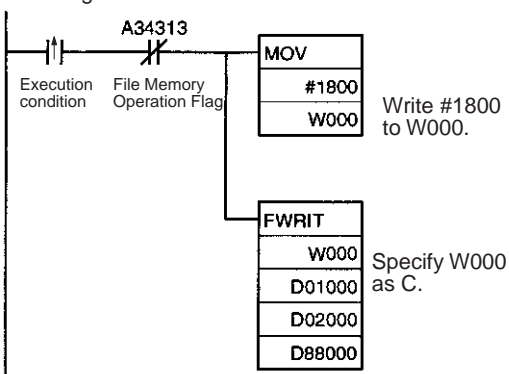 A34313
Execution
condition
File Memory
Operation Flag
MOV
#1800
W000
Write #1800
to W000.
FWRIT
W000
D01000
D02000
D88000
Specify W000
as C.